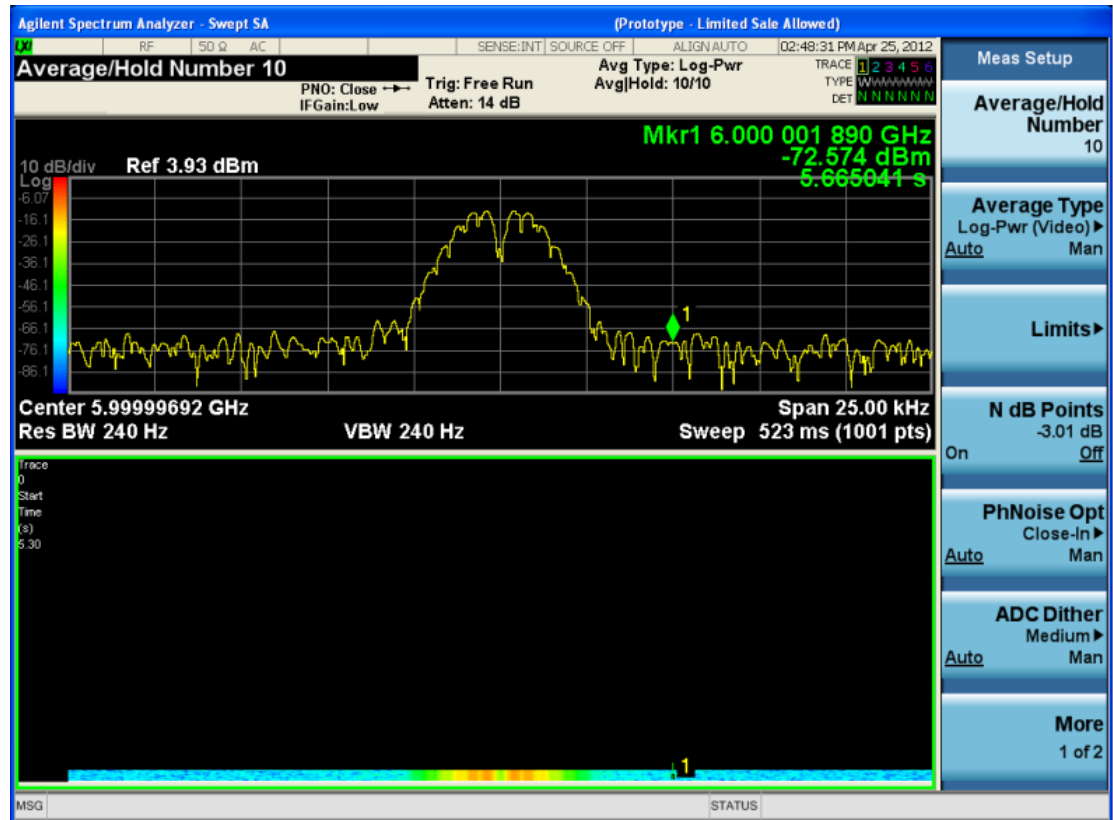 Agilent Spectrum Analyzer - Swept SA (Prototype - Limited Sale Allowed)
LXI RF 50 Ω AC SENSE:INT SOURCE OFF ALIGN AUTO 02:48:31 PM Apr 25, 2012
Average/Hold Number 10
PNO: Close
IFGain:Low
Trig: Free Run
Atten: 14 dB
Avg Type: Log-Pwr
Avg|Hold: 10/10
TRACE 1 2 3 4 5 6
TYPE WWWWWW
DET N N N N N N
Mkr1 6.000 001 890 GHz
-72.574 dBm
5.665041 s
10 dB/div Ref 3.93 dBm
Log
-6.07
-16.1
-26.1
-36.1
-46.1
-56.1
-66.1
-76.1
-86.1
1
Center 5.99999692 GHz Span 25.00 kHz
Res BW 240 Hz VBW 240 Hz Sweep 523 ms (1001 pts)
Trace
0
Start
Time
(s)
5.30
1
MSG STATUS
Meas Setup
Average/Hold
Number
10
Average Type
Log-Pwr (Video)
Auto Man
Limits
N dB Points
-3.01 dB
On Off
PhNoise Opt
Close-In
Auto Man
ADC Dither
Medium
Auto Man
More
1 of 2